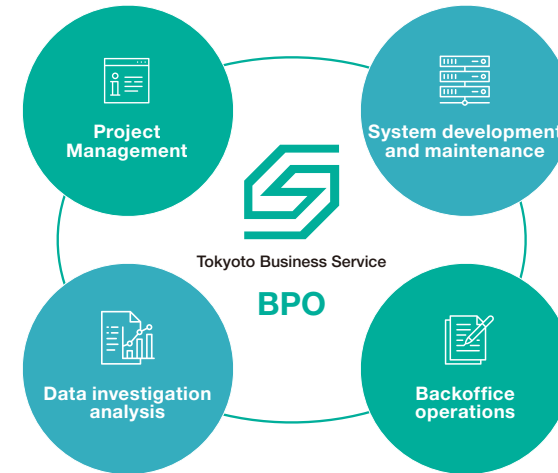 Project
Management
System development
and maintenance
Tokyoto Business Service
BPO
Data investigation
analysis
Backoffice
operations